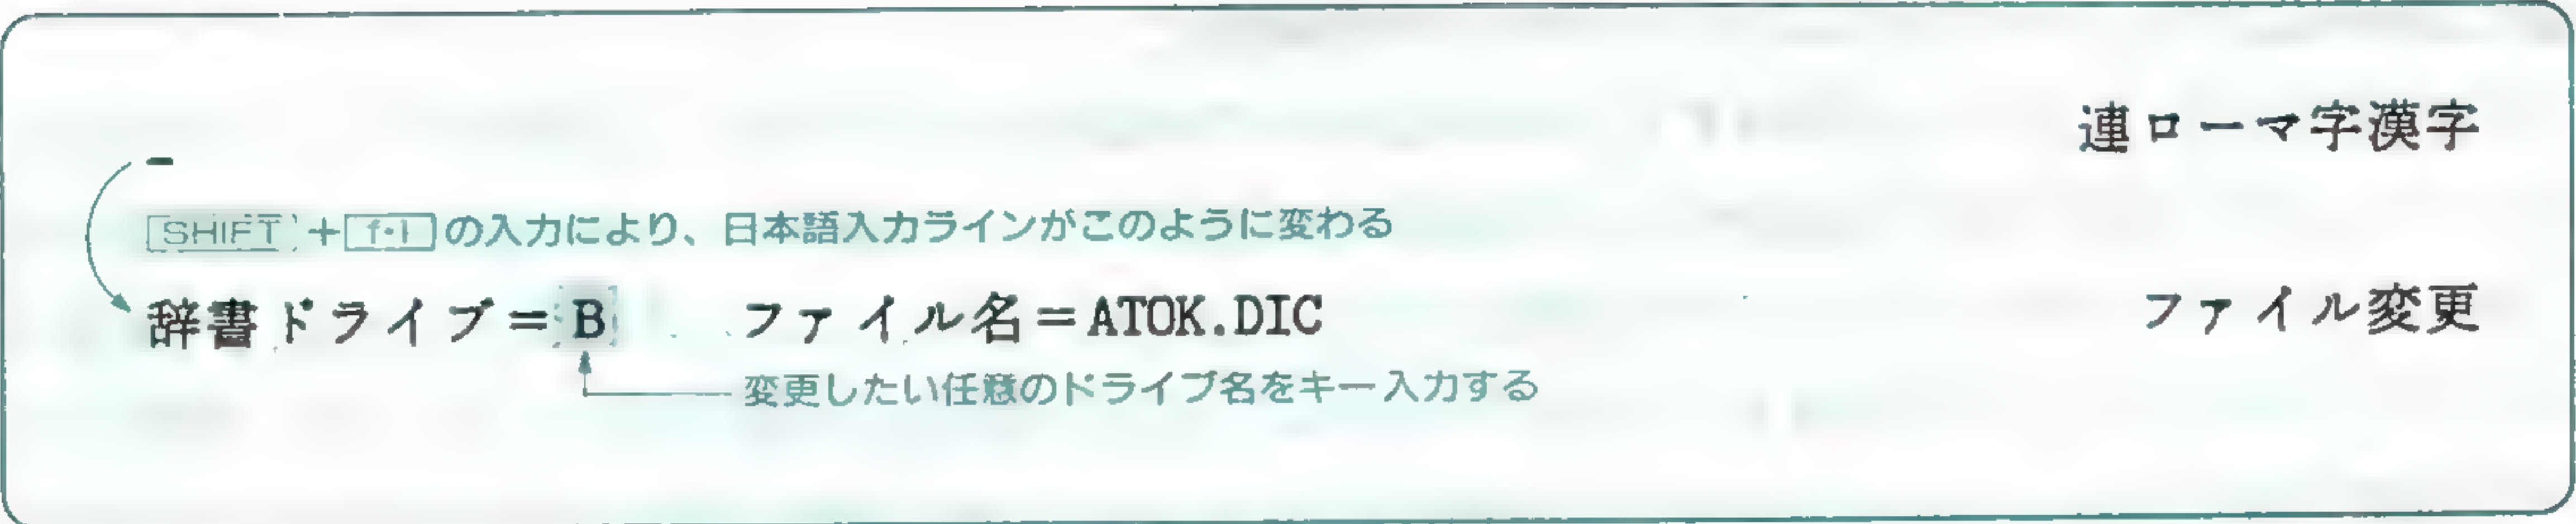 連ローマ字漢字
SHIFT+f・1の入力により、日本語入力ラインがこのように変わる
辞書ドライブ=B ファイル名=ATOK.DIC ファイル変更
変更したい任意のドライブ名をキー入力する